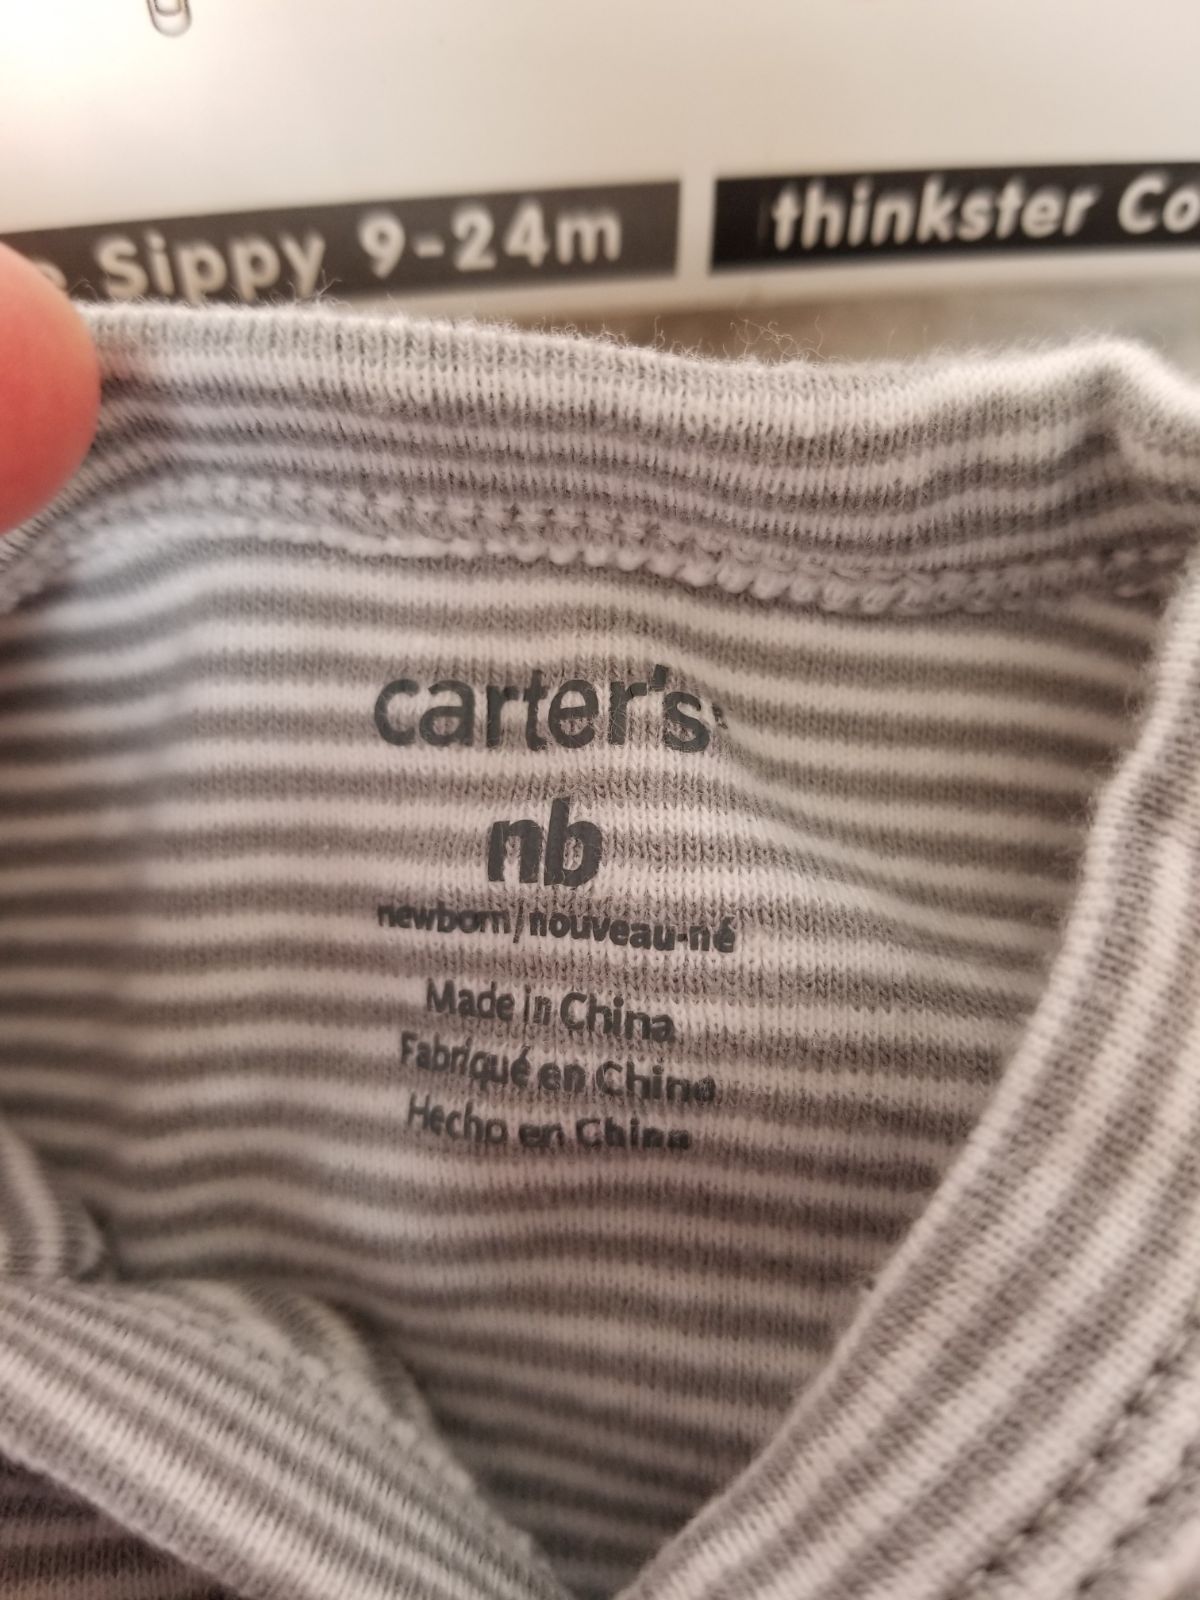 Sippy 9-24m
thinkster Co
carter's
nb
newborn/nouveau-né
Made in China
Fabriqué en Chine
Hecho en China